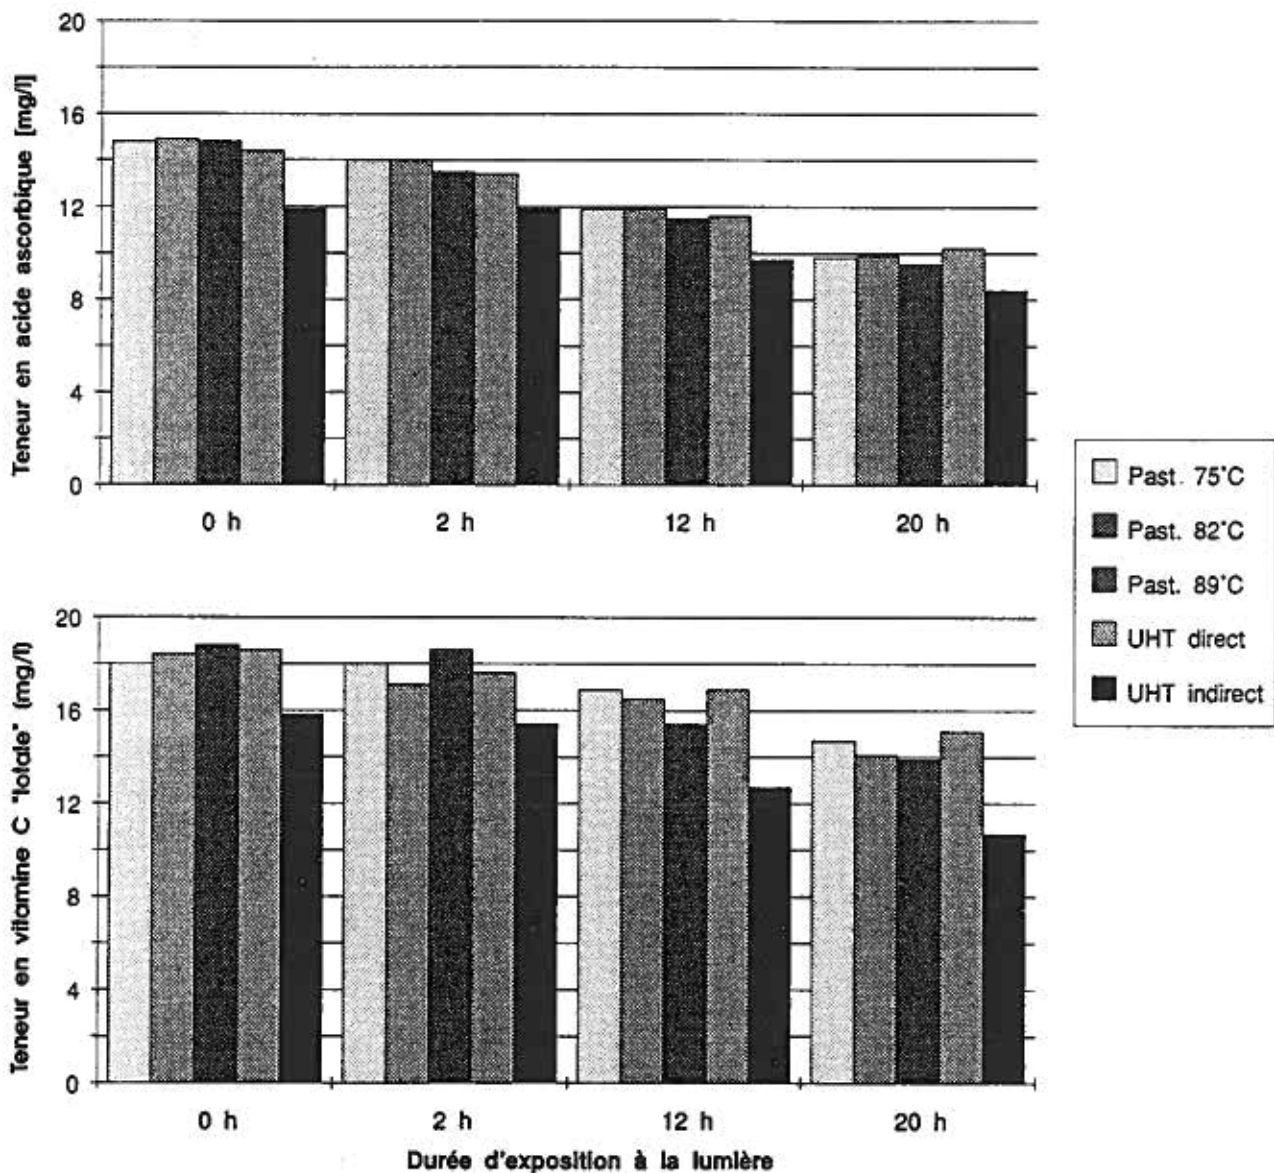 Teneur en acide ascorbique [mg/l]
20
16
12
8
4
0
0 h 2 h 12 h 20 h
Past. 75°C
Past. 82°C
Past. 89°C
UHT direct
UHT indirect
Teneur en vitamine C "totale" (mg/l)
20
16
12
8
4
0
0 h 2 h 12 h 20 h
Durée d'exposition à la lumière